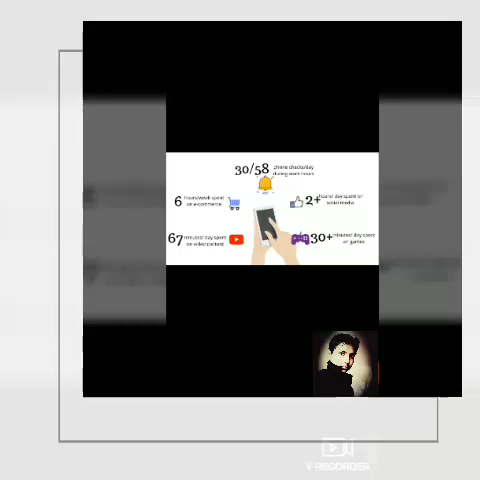 30/58 phone checks/day
during work hours
6 hours/week spent
on e-commerce
2+ hours/ day spent on
social media
67 minutes/ day spent
on video content
30+ minutes/ day spent
on games
RECORDER